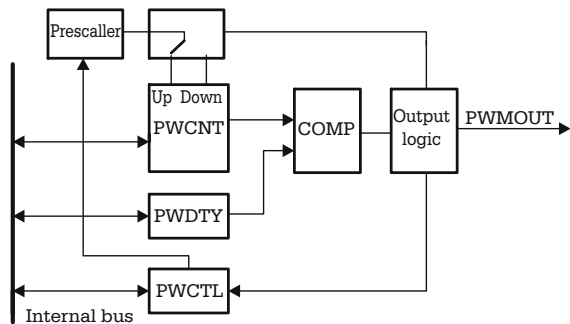 Prescaller
Up Down
PWCNT
COMP
Output
logic
PWMOUT
PWDTY
PWCTL
Internal bus